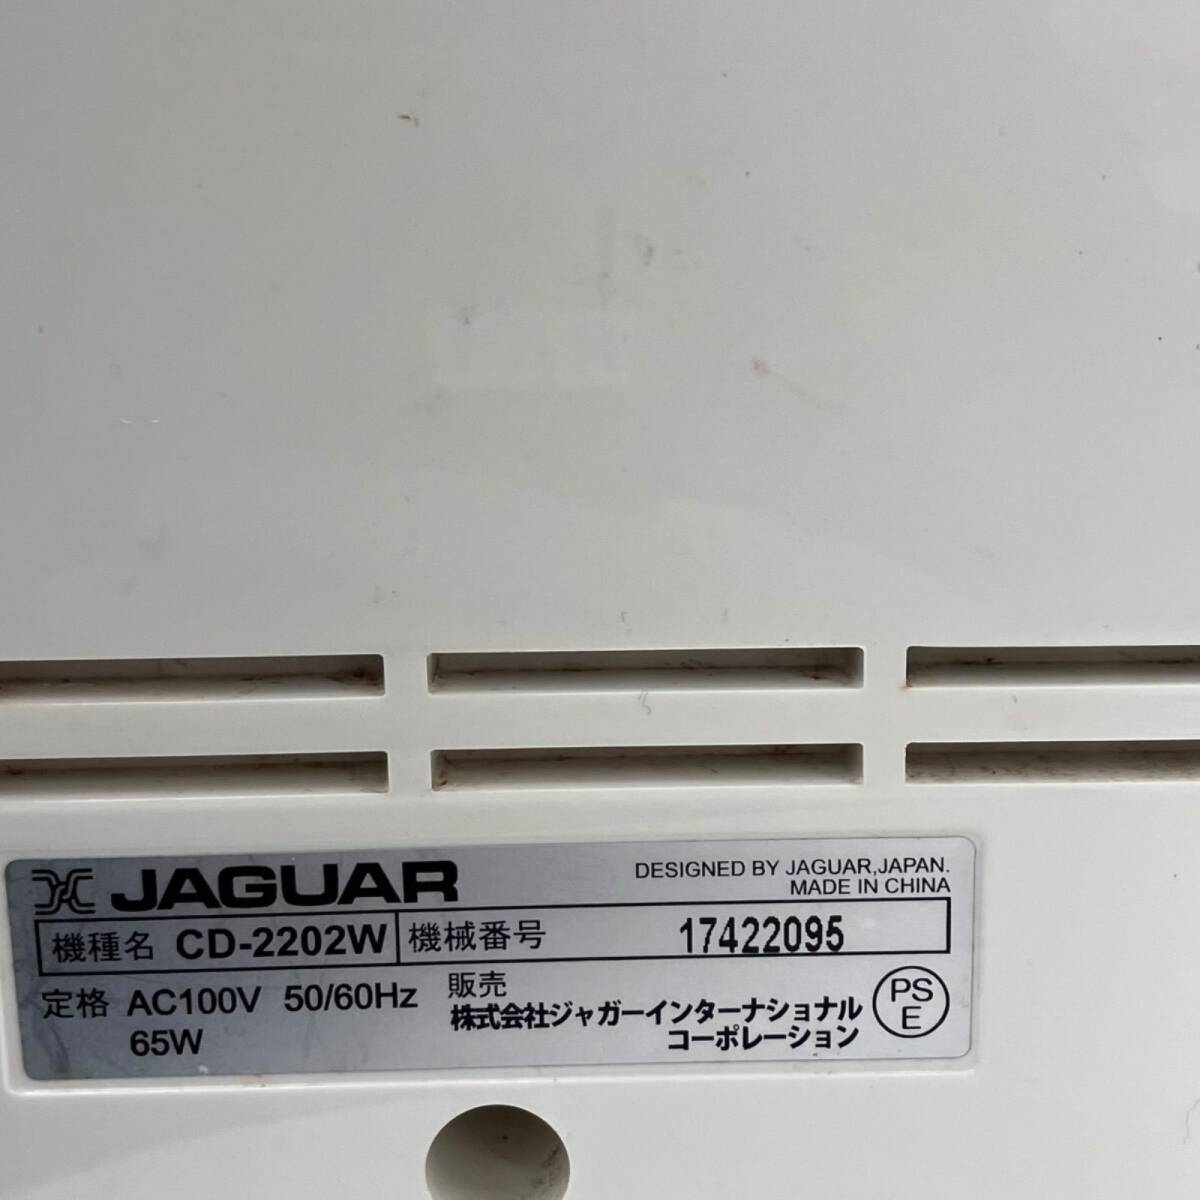 JAGUAR
DESIGNED BY JAGUAR,JAPAN.
MADE IN CHINA
機種名 CD-2202W
機械番号 17422095
定格 AC100V 50/60Hz
65W
販売
株式会社ジャガーインターナショナル
コーポレーション
PS
E